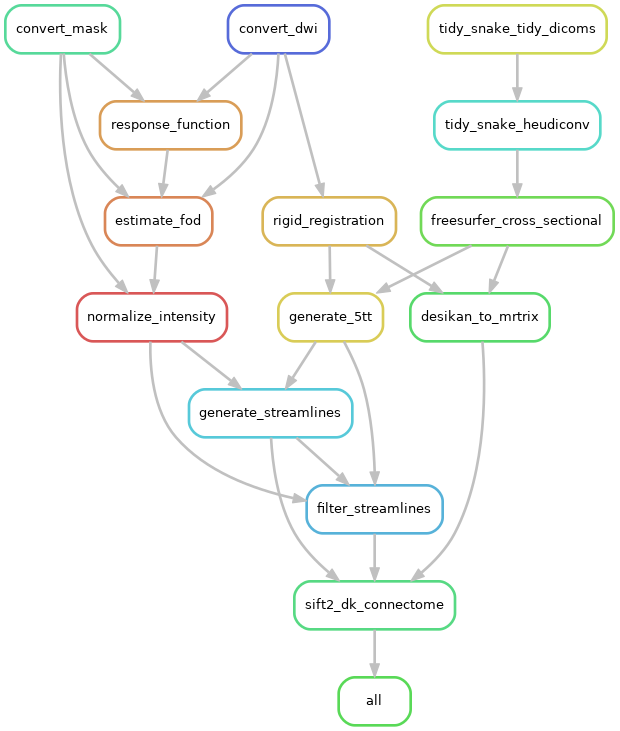 convert_mask
convert_dwi
tidy_snake_tidy_dicoms
response_function
tidy_snake_heudiconv
estimate_fod
rigid_registration
freesurfer_cross_sectional
normalize_intensity
generate_5tt
desikan_to_mrtrix
generate_streamlines
filter_streamlines
sift2_dk_connectome
all